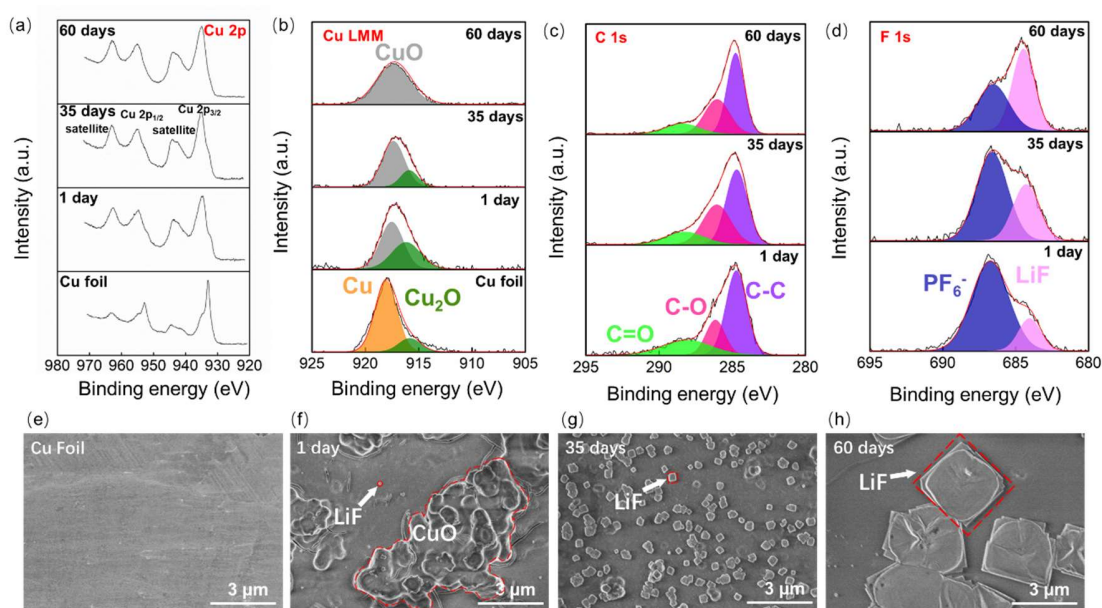 (a)
60 days
Cu 2p
35 days
satellite
Cu 2p1/2
satellite
Cu 2p3/2
1 day
Cu foil
Intensity (a.u.)
980 970 960 950 940 930 920
Binding energy (eV)
(b)
Cu LMM
60 days
CuO
35 days
1 day
Cu foil
Cu
Cu2O
Intensity (a.u.)
925 920 915 910 905
Binding energy (eV)
(c)
C 1s
60 days
35 days
1 day
C=O
C-O
C-C
Intensity (a.u.)
295 290 285 280
Binding energy (eV)
(d)
F 1s
60 days
35 days
1 day
PF6-
LiF
Intensity (a.u.)
695 690 685 680
Binding energy (eV)
(e)
Cu Foil
3 μm
(f)
1 day
LiF
CuO
3 μm
(g)
35 days
LiF
3 μm
(h)
60 days
LiF
3 μm